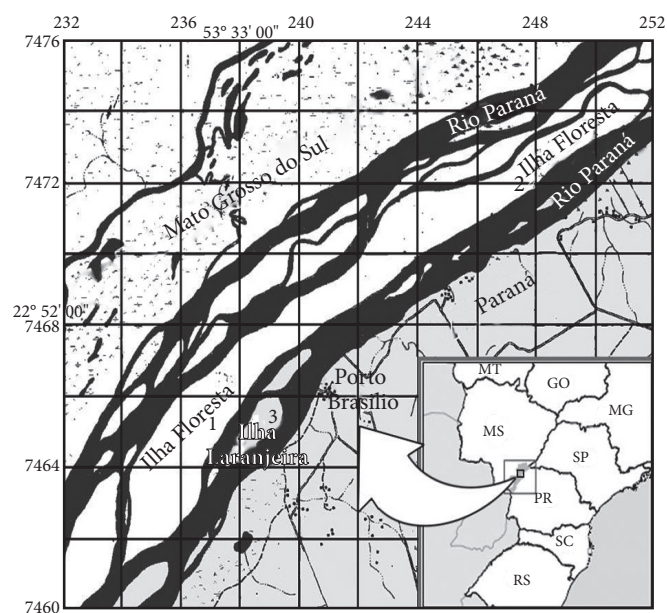 232 236 240 244 248 252
53° 33' 00"
7476
Rio Paraná
Ilha Floresta
2
Rio Paraná
Mato Grosso do Sul
7472
Paraná
22° 52' 00"
7468
Porto
Brasílio
Ilha Floresta
1
3
Ilha
Laranjeira
7464
7460
MT
GO
MG
MS
SP
PR
SC
RS